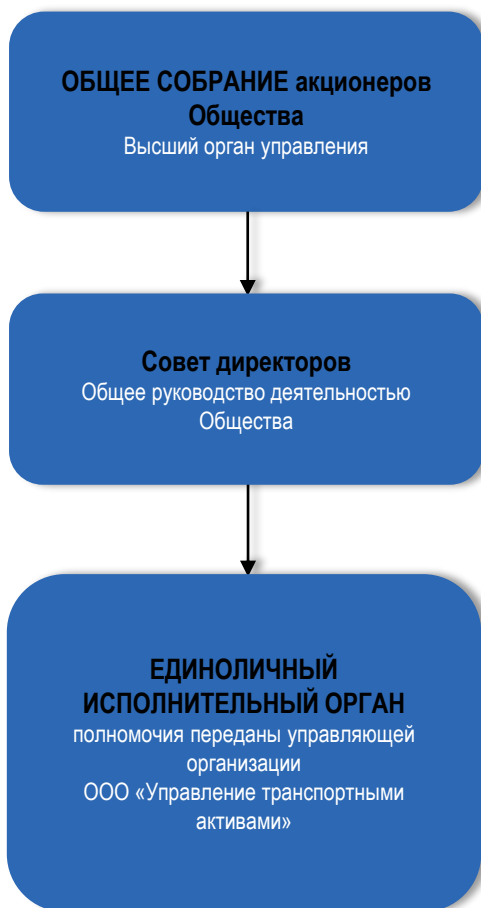 ОБЩЕЕ СОБРАНИЕ акционеров
Общества
Высший орган управления
Совет директоров
Общее руководство деятельностью
Общества
ЕДИНОЛИЧНЫЙ
ИСПОЛНИТЕЛЬНЫЙ ОРГАН
полномочия переданы управляющей
организации
ООО «Управление транспортными
активами»